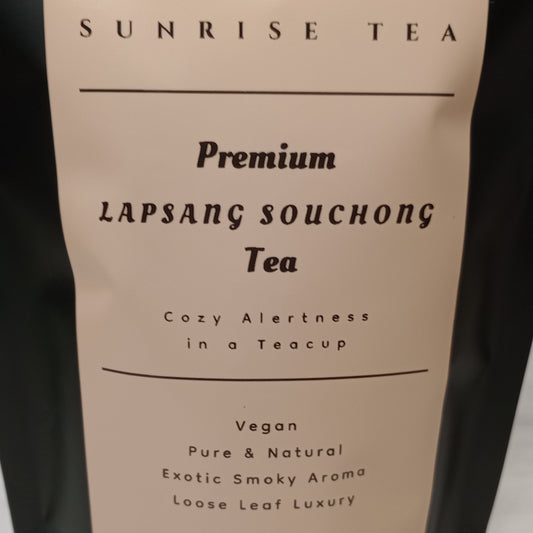 SUNRISE TEA
Premium
LAPSANG SOUCHONG
Tea
Cozy Alertness
in a Teacup
Vegan
Pure & Natural
Exotic Smoky Aroma
Loose Leaf Luxury